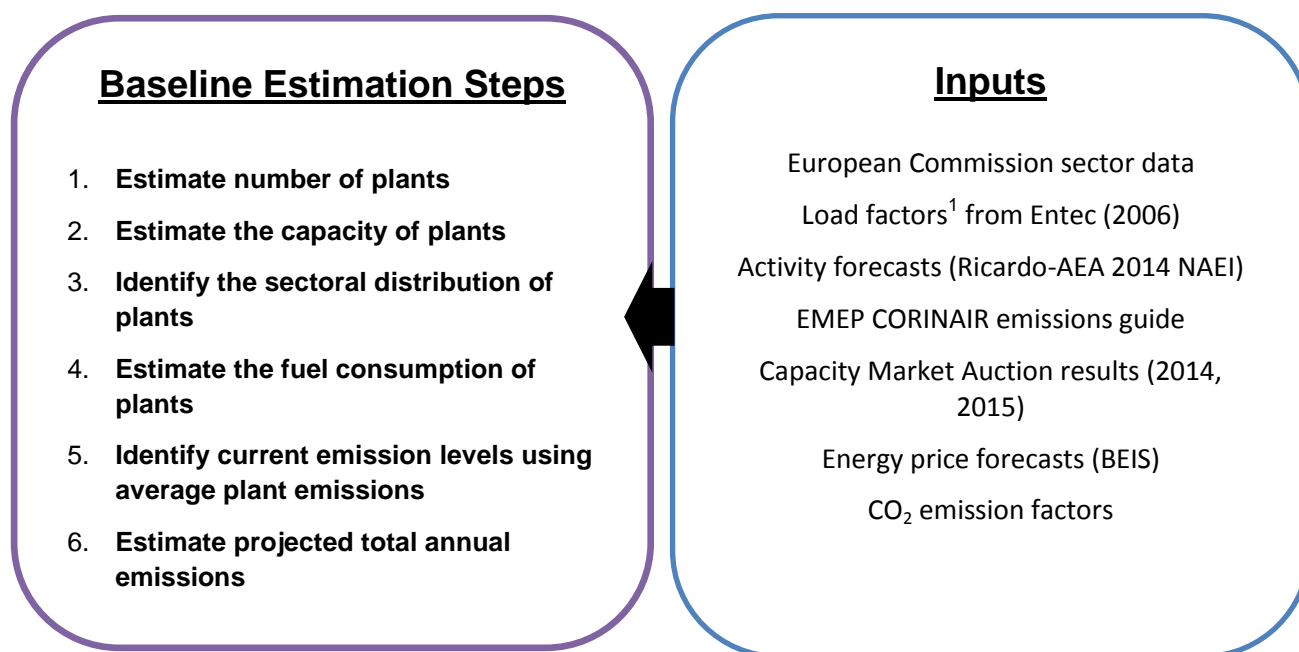 Baseline Estimation Steps
1. Estimate number of plants
2. Estimate the capacity of plants
3. Identify the sectoral distribution of
plants
4. Estimate the fuel consumption of
plants
5. Identify current emission levels using
average plant emissions
6. Estimate projected total annual
emissions
Inputs
European Commission sector data
Load factors¹ from Entec (2006)
Activity forecasts (Ricardo-AEA 2014 NAEI)
EMEP CORINAIR emissions guide
Capacity Market Auction results (2014,
2015)
Energy price forecasts (BEIS)
CO₂ emission factors